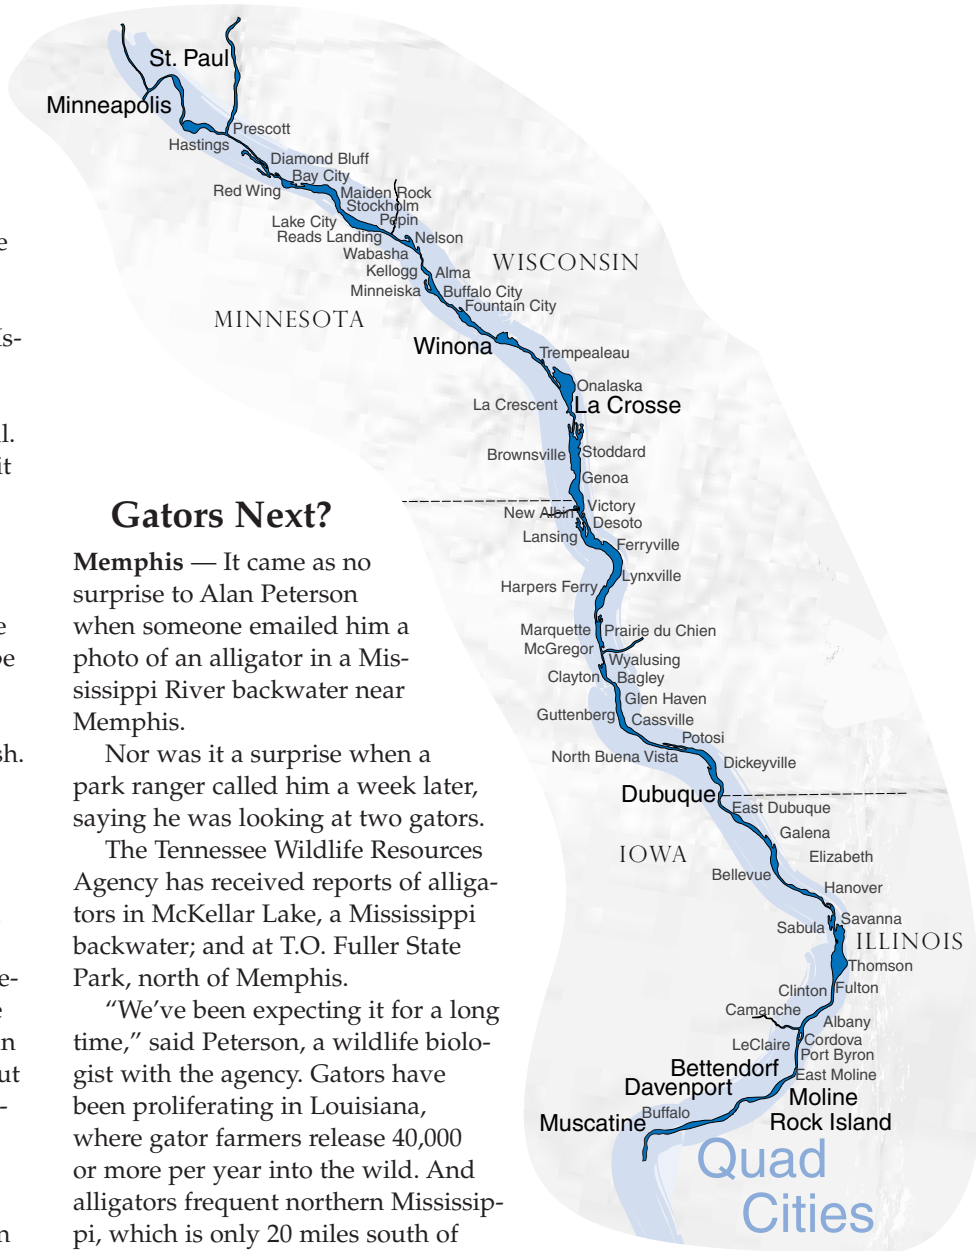 St. Paul
Minneapolis
Prescott
Hastings
Diamond Bluff
Bay City
Red Wing
Maiden Rock
Stockholm
Lake City
Pepin
Reads Landing
Nelson
Wabasha
WISCONSIN
Kellogg
Alma
Minneiska
Buffalo City
Fountain City
MINNESOTA
Winona
Trempealeau
Onalaska
La Crescent
La Crosse
Brownsville
Stoddard
Genoa
Victory
New Albin
Desoto
Lansing
Ferryville
Lynxville
Harpers Ferry
Marquette
Prairie du Chien
McGregor
Wyalusing
Clayton
Bagley
Glen Haven
Guttenberg
Cassville
Potosi
North Buena Vista
Dickeyville
Dubuque
East Dubuque
Galena
IOWA
Elizabeth
Bellevue
Hanover
Savanna
Sabula
ILLINOIS
Thomson
Clinton
Fulton
Camanche
Albany
Cordova
LeClaire
Port Byron
Bettendorf
East Moline
Davenport
Moline
Buffalo
Muscatine
Rock Island
Quad
Cities
Gators Next?
Memphis — It came as no
surprise to Alan Peterson
when someone emailed him a
photo of an alligator in a Mis-
sissippi River backwater near
Memphis.
Nor was it a surprise when a
park ranger called him a week later,
saying he was looking at two gators.
The Tennessee Wildlife Resources
Agency has received reports of alliga-
tors in McKellar Lake, a Mississippi
backwater; and at T.O. Fuller State
Park, north of Memphis.
“We’ve been expecting it for a long
time,” said Peterson, a wildlife biolo-
gist with the agency. Gators have
been proliferating in Louisiana,
where gator farmers release 40,000
or more per year into the wild. And
alligators frequent northern Mississip-
pi, which is only 20 miles south of